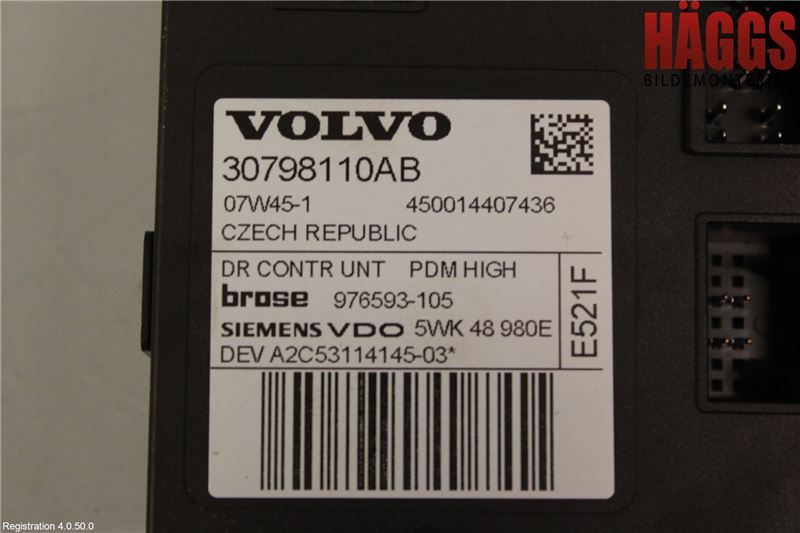 HÄGGS
BILDEMONTERING
VOLVO
30798110AB
07W45-1 450014407436
CZECH REPUBLIC
DR CONTR UNT PDM HIGH
brose 976593-105
SIEMENS VDO 5WK 48 980E
DEV A2C53114145-03*
E521F
Registration 4.0.50.0